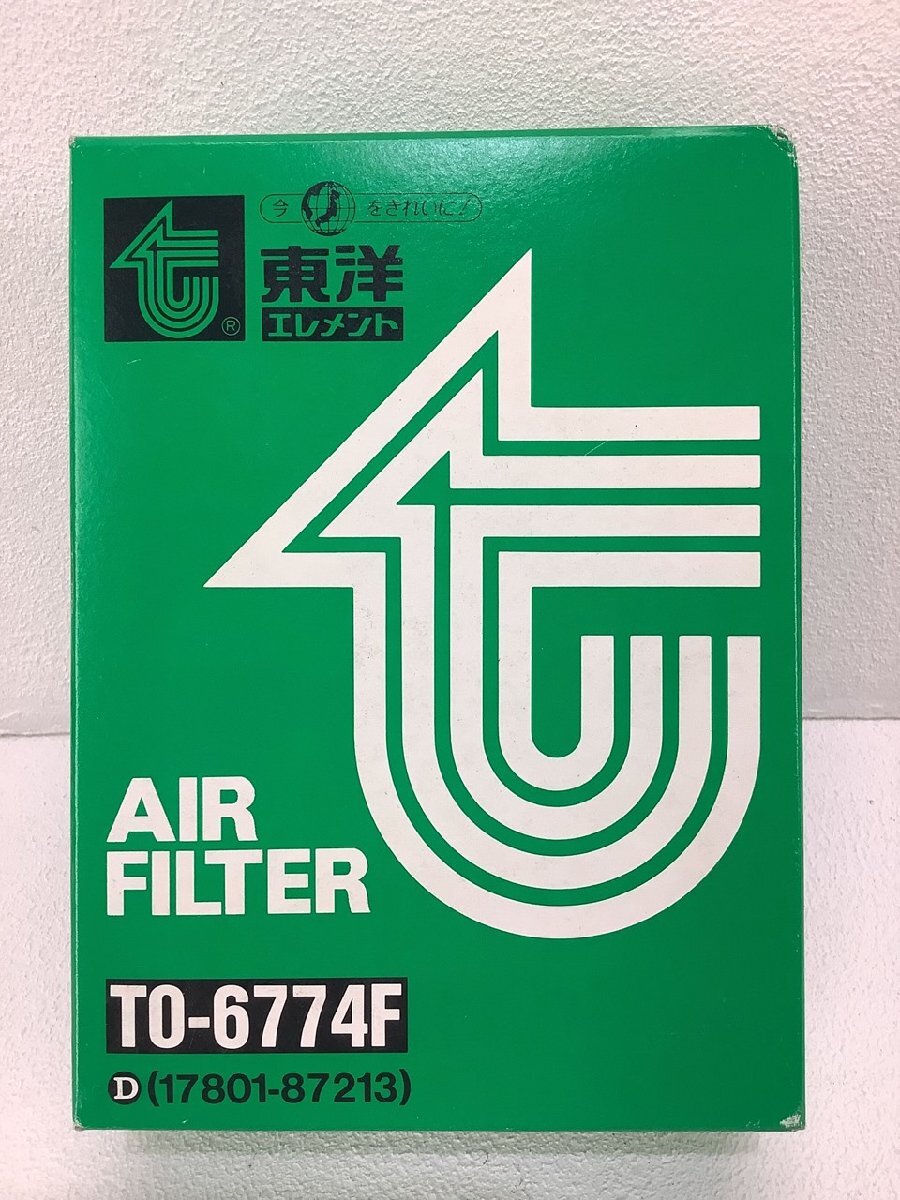 今 をきれいに!
東洋
エレメント
®
AIR
FILTER
TO-6774F
D (17801-87213)